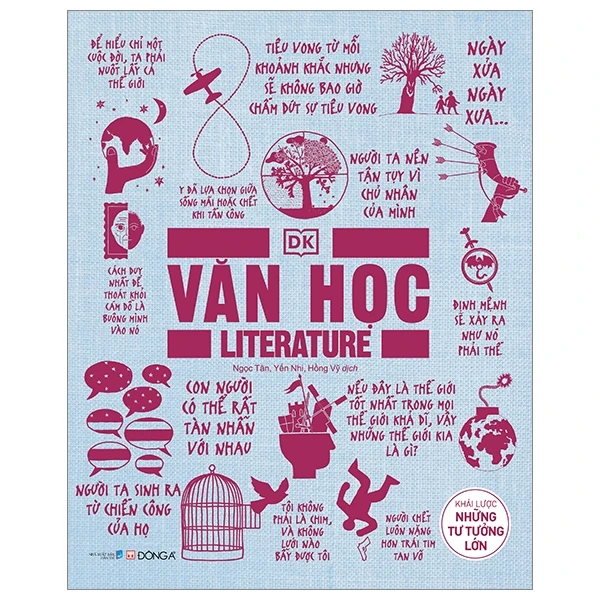 ĐỂ HIỂU CHỈ MỘT
CUỘC ĐỜI, TA PHẢI
NUỐT LẤY CẢ
THẾ GIỚI
TIÊU VONG TỪ MỖI
KHOẢNH KHẮC NHƯNG
SẼ KHÔNG BAO GIỜ
CHẤM DỨT SỰ TIÊU VONG
NGÀY
XỬA
NGÀY
XƯA...
Y ĐÃ LỰA CHỌN GIỮA
SỐNG MÃI HOẶC CHẾT
KHI TẤN CÔNG
NGƯỜI TA NÊN
TẬN TỤY VÌ
CHỦ NHÂN
CỦA MÌNH
CÁCH DUY
NHẤT ĐỂ
THOÁT KHỎI
CÁM DỖ LÀ
BUÔNG MÌNH
VÀO NÓ
DK
VĂN HỌC
LITERATURE
Ngọc Tân, Yến Nhi, Hồng Vỹ dịch
ĐỊNH MỆNH
SẼ XẢY RA
NHƯ NÓ
PHẢI THẾ
CON NGƯỜI
CÓ THỂ RẤT
TÀN NHẪN
VỚI NHAU
NẾU ĐÂY LÀ THẾ GIỚI
TỐT NHẤT TRONG MỌI
THẾ GIỚI KHẢ DĨ, VẬY
NHỮNG THẾ GIỚI KIA
LÀ GÌ?
NGƯỜI TA SINH RA
TỪ CHIẾN CÔNG
CỦA HỌ
TÔI KHÔNG
PHẢI LÀ CHIM,
VÀ KHÔNG
LƯỚI NÀO
BẪY ĐƯỢC TÔI
NGƯỜI CHẾT
LUÔN NẶNG
HƠN TRÁI TIM
TAN VỠ
KHÁI LƯỢC
NHỮNG
TƯ TƯỞNG
LỚN
ĐÔNG A